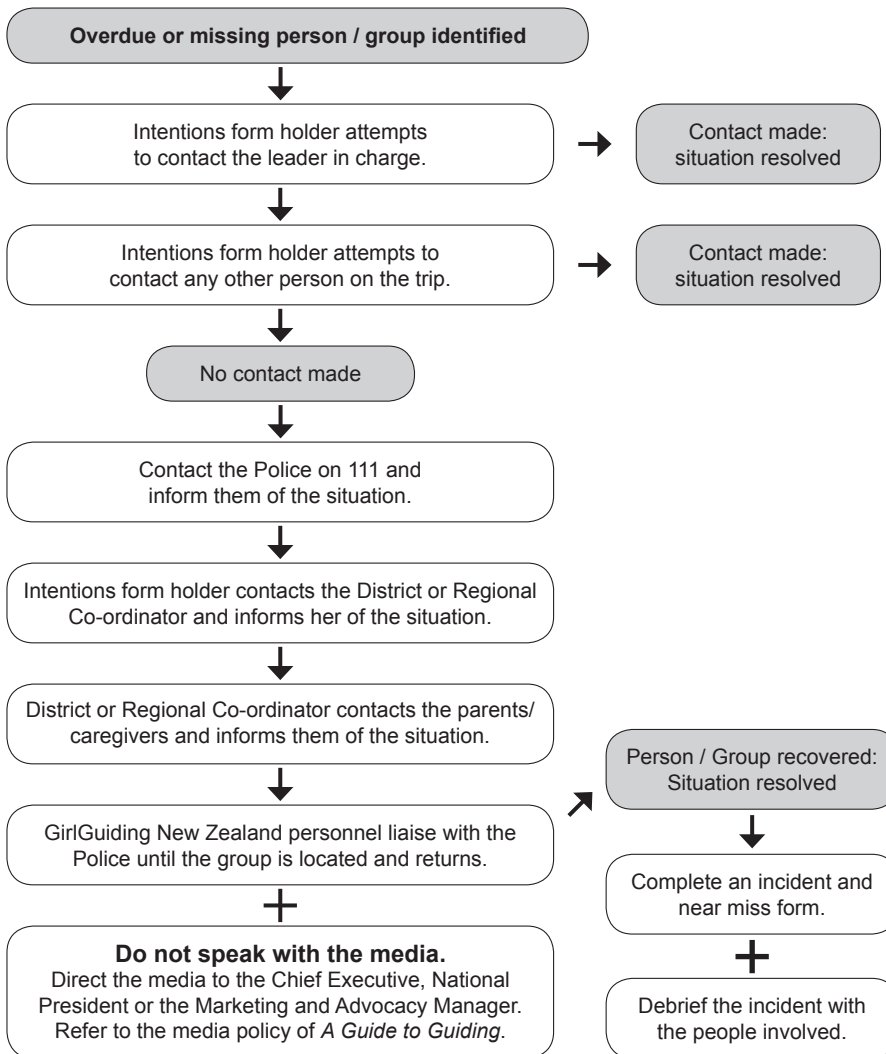 Overdue or missing person / group identified
Intentions form holder attempts
to contact the leader in charge.
Contact made:
situation resolved
Intentions form holder attempts to
contact any other person on the trip.
Contact made:
situation resolved
No contact made
Contact the Police on 111 and
inform them of the situation.
Intentions form holder contacts the District or Regional
Co-ordinator and informs her of the situation.
District or Regional Co-ordinator contacts the parents/
caregivers and informs them of the situation.
GirlGuiding New Zealand personnel liaise with the
Police until the group is located and returns.
Do not speak with the media.
Direct the media to the Chief Executive, National
President or the Marketing and Advocacy Manager.
Refer to the media policy of A Guide to Guiding.
Person / Group recovered:
Situation resolved
Complete an incident and
near miss form.
Debrief the incident with
the people involved.